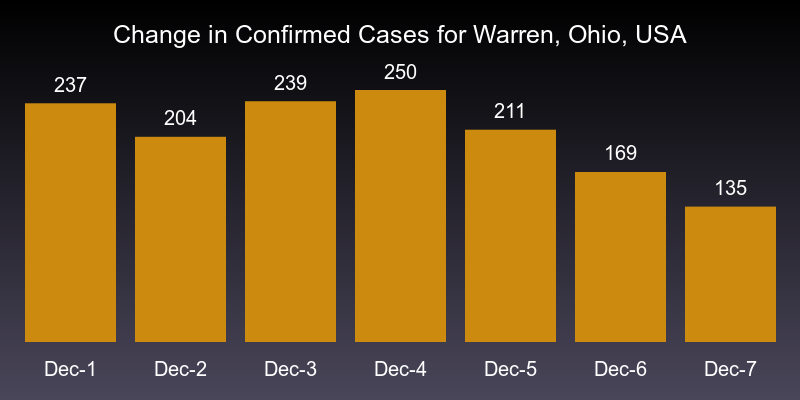 Change in Confirmed Cases for Warren, Ohio, USA
237 204 239 250 211 169 135
Dec-1 Dec-2 Dec-3 Dec-4 Dec-5 Dec-6 Dec-7